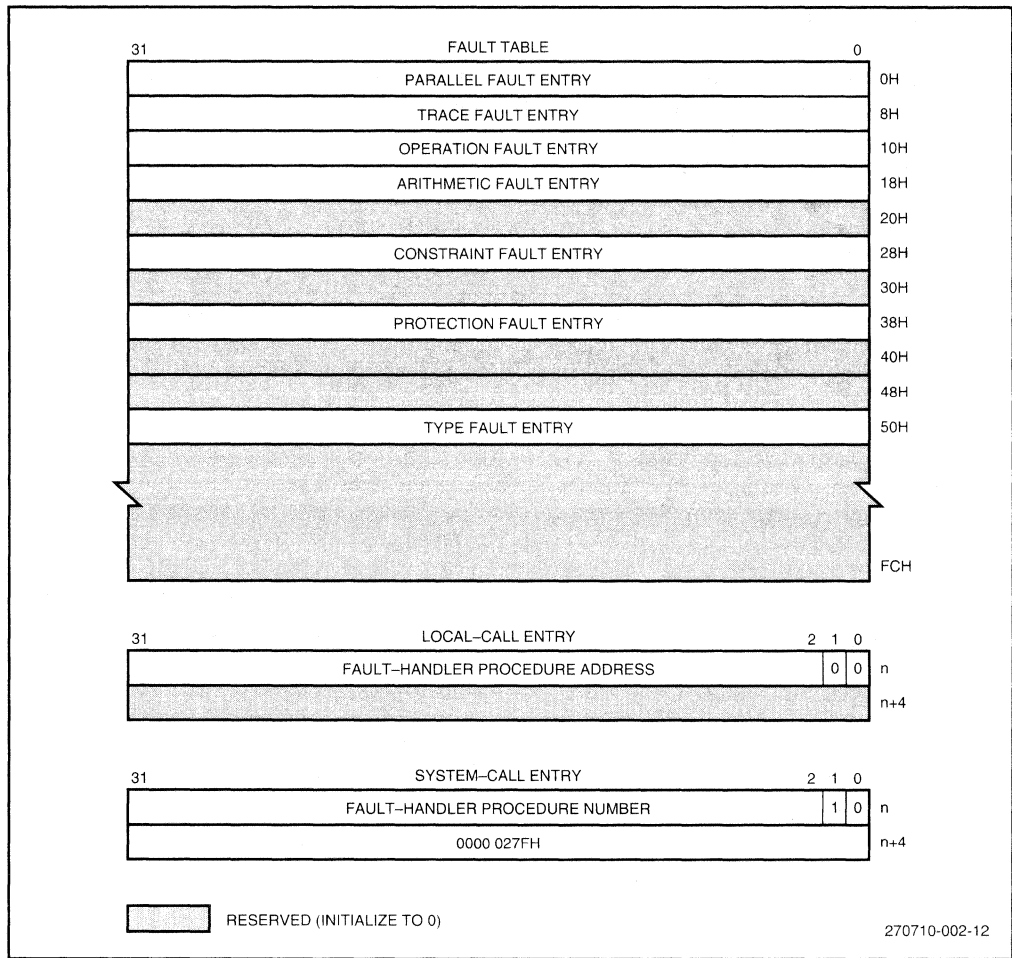 31 FAULT TABLE 0
PARALLEL FAULT ENTRY 0H
TRACE FAULT ENTRY 8H
OPERATION FAULT ENTRY 10H
ARITHMETIC FAULT ENTRY 18H
20H
CONSTRAINT FAULT ENTRY 28H
30H
PROTECTION FAULT ENTRY 38H
40H
48H
TYPE FAULT ENTRY 50H
FCH
31 LOCAL–CALL ENTRY 2 1 0
FAULT–HANDLER PROCEDURE ADDRESS 0 0 n
n+4
31 SYSTEM–CALL ENTRY 2 1 0
FAULT–HANDLER PROCEDURE NUMBER 1 0 n
0000 027FH n+4
RESERVED (INITIALIZE TO 0)
270710-002-12